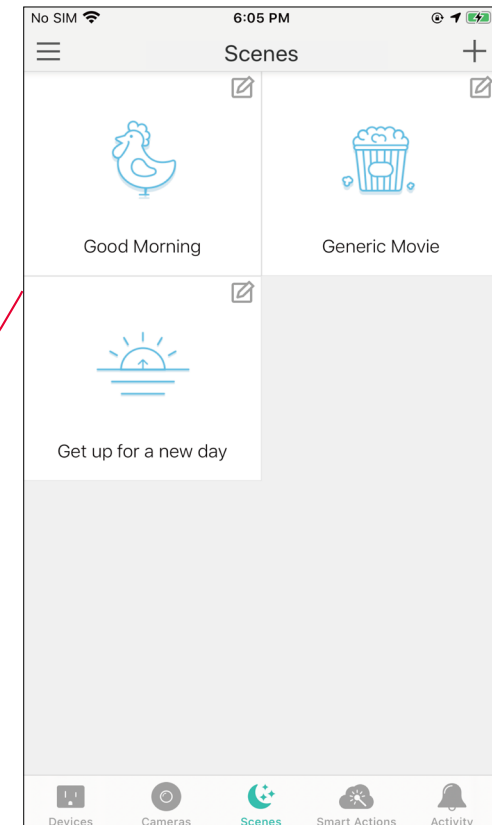 No SIM 6:05 PM
Scenes
Good Morning Generic Movie
Get up for a new day
Devices Cameras Scenes Smart Actions Activity